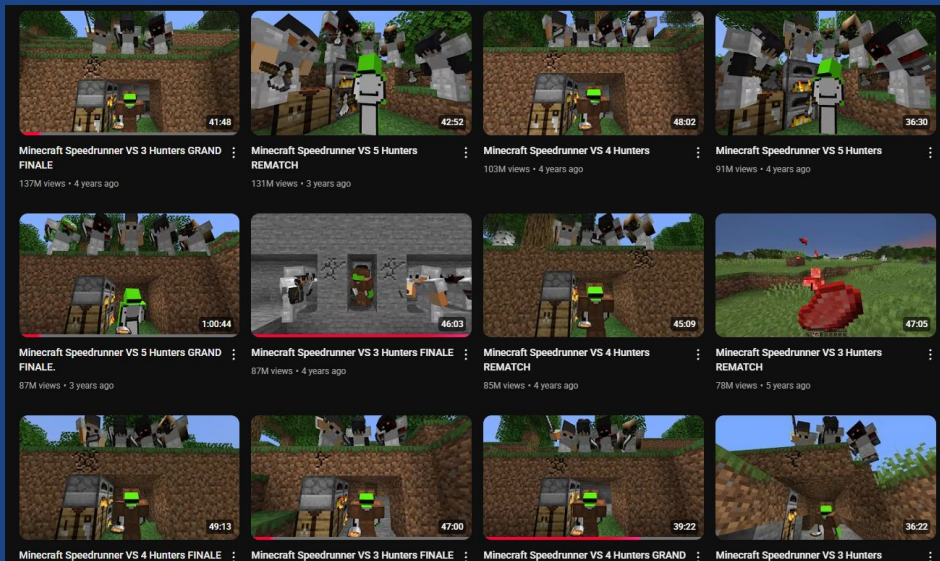 41:48
42:52
48:02
36:30
Minecraft Speedrunner VS 3 Hunters GRAND
FINALE
137M views • 4 years ago
Minecraft Speedrunner VS 5 Hunters
REMATCH
131M views • 3 years ago
Minecraft Speedrunner VS 4 Hunters
103M views • 4 years ago
Minecraft Speedrunner VS 5 Hunters
91M views • 4 years ago
1:00:44
46:03
45:09
47:05
Minecraft Speedrunner VS 5 Hunters GRAND
FINALE.
87M views • 3 years ago
Minecraft Speedrunner VS 3 Hunters FINALE
87M views • 4 years ago
Minecraft Speedrunner VS 4 Hunters
REMATCH
85M views • 4 years ago
Minecraft Speedrunner VS 3 Hunters
REMATCH
78M views • 5 years ago
49:13
47:00
39:22
36:22
Minecraft Speedrunner VS 4 Hunters FINALE
Minecraft Speedrunner VS 3 Hunters FINALE
Minecraft Speedrunner VS 4 Hunters GRAND
Minecraft Speedrunner VS 3 Hunters